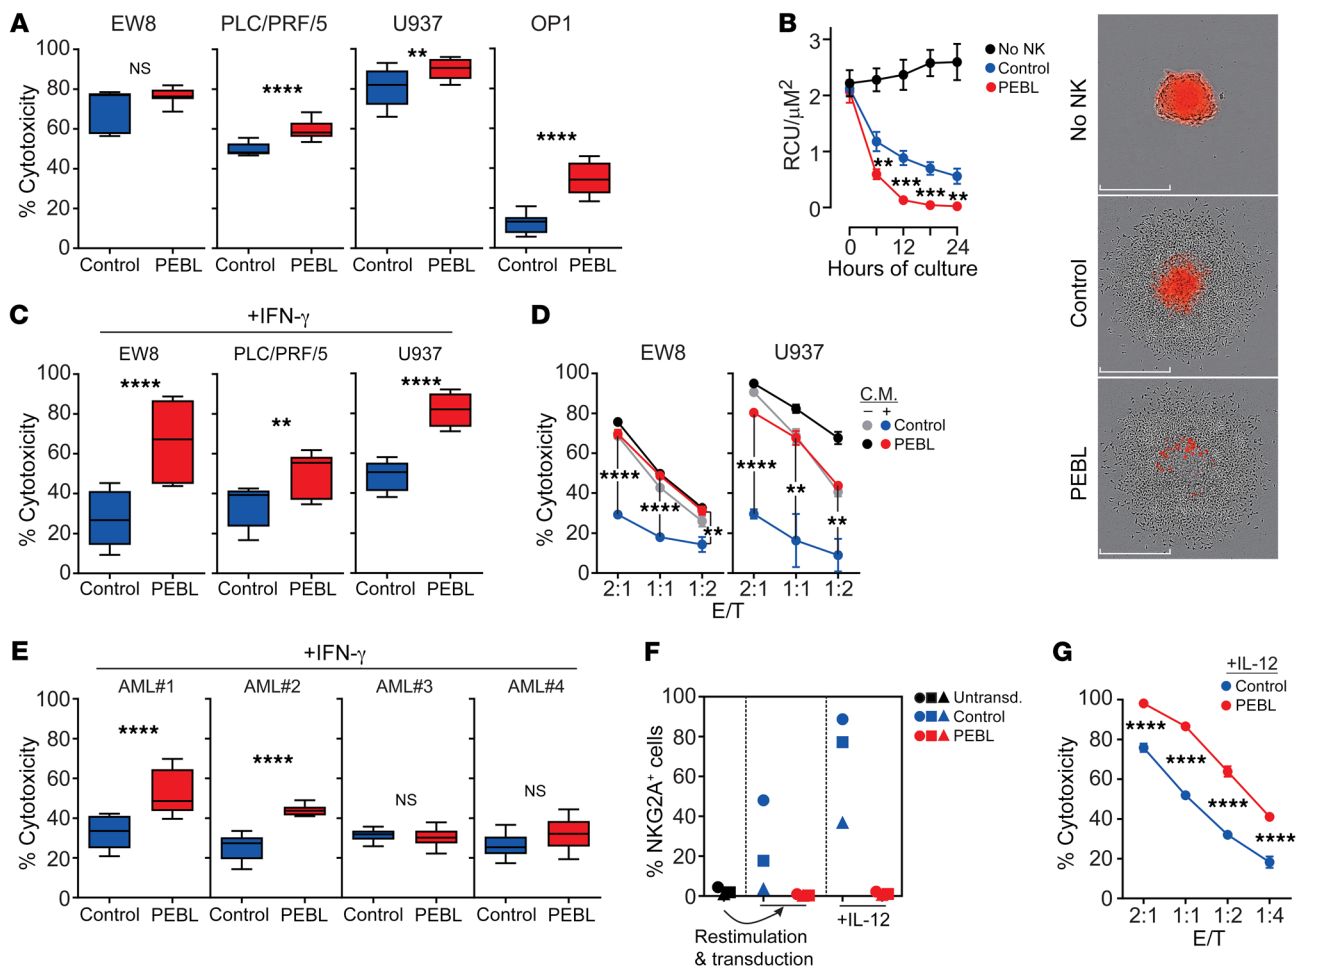 A
EW8
PLC/PRF/5
U937
OP1
% Cytotoxicity
100
80
60
40
20
0
NS
****
**
****
Control
PEBL
Control
PEBL
Control
PEBL
Control
PEBL
B
RCU/µM²
3
2
1
0
No NK
Control
PEBL
**
***
***
**
0
12
24
Hours of culture
No NK
Control
PEBL
C
+IFN-γ
EW8
PLC/PRF/5
U937
% Cytotoxicity
100
80
60
40
20
0
****
**
****
Control
PEBL
Control
PEBL
Control
PEBL
D
EW8
U937
% Cytotoxicity
100
80
60
40
20
0
****
****
**
****
**
**
C.M.
– +
Control
PEBL
2:1
1:1
1:2
2:1
1:1
1:2
E/T
E
+IFN-γ
AML#1
AML#2
AML#3
AML#4
% Cytotoxicity
100
80
60
40
20
0
****
****
NS
NS
Control
PEBL
Control
PEBL
Control
PEBL
Control
PEBL
F
% NKG2A⁺ cells
100
80
60
40
20
0
Untransd.
Control
PEBL
+IL-12
Restimulation
& transduction
G
+IL-12
Control
PEBL
% Cytotoxicity
100
80
60
40
20
0
****
****
****
****
2:1
1:1
1:2
1:4
E/T